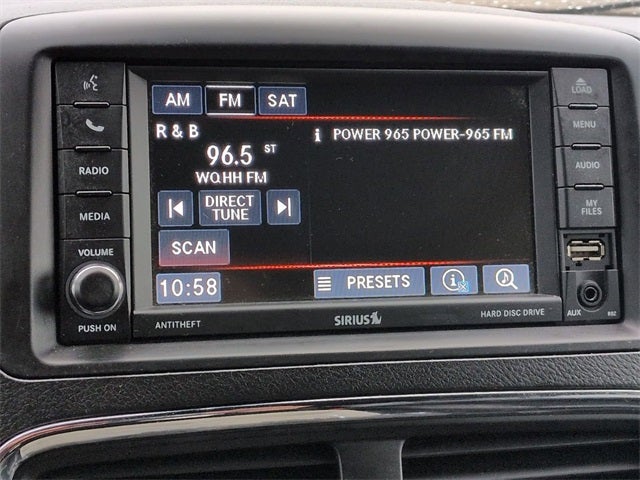 LOAD
MENU
AUDIO
MY
FILES
AUX
RBZ
RADIO
MEDIA
VOLUME
PUSH ON
AM FM SAT
R & B
i POWER 965 POWER-965 FM
96.5 ST
WQHH FM
DIRECT
TUNE
SCAN
10:58
PRESETS
i
ANTITHEFT
SIRIUS
HARD DISC DRIVE